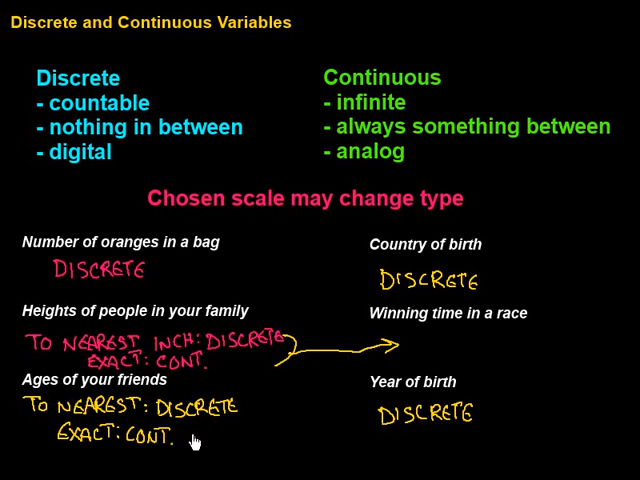 Discrete and Continuous Variables
Discrete
- countable
- nothing in between
- digital
Continuous
- infinite
- always something between
- analog
Chosen scale may change type
Number of oranges in a bag
DISCRETE
Country of birth
DISCRETE
Heights of people in your family
TO NEAREST INCH: DISCRETE
EXACT: CONT.
Winning time in a race
Ages of your friends
TO NEAREST: DISCRETE
EXACT: CONT.
Year of birth
DISCRETE